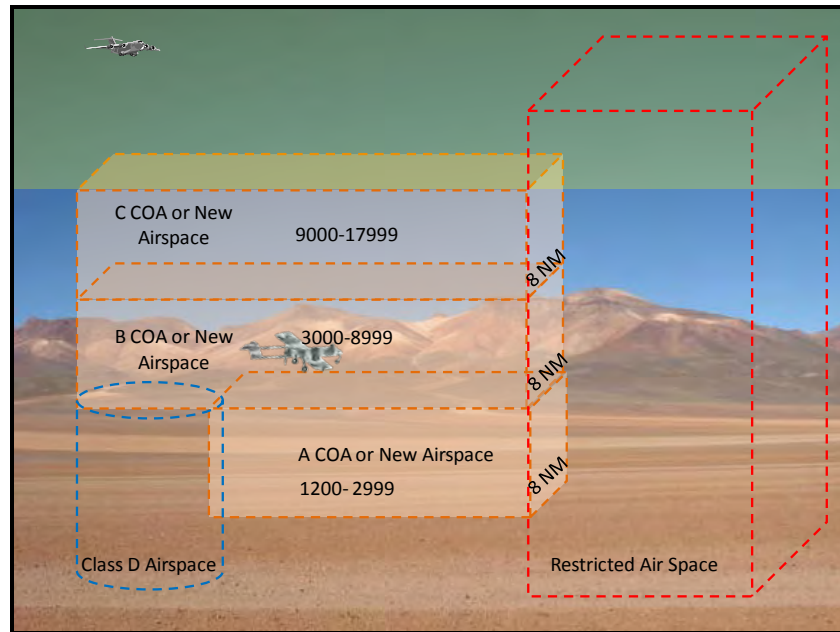 C COA or New
Airspace
9000-17999
8 NM
B COA or New
Airspace
3000-8999
8 NM
A COA or New Airspace
1200- 2999
8 NM
Class D Airspace
Restricted Air Space